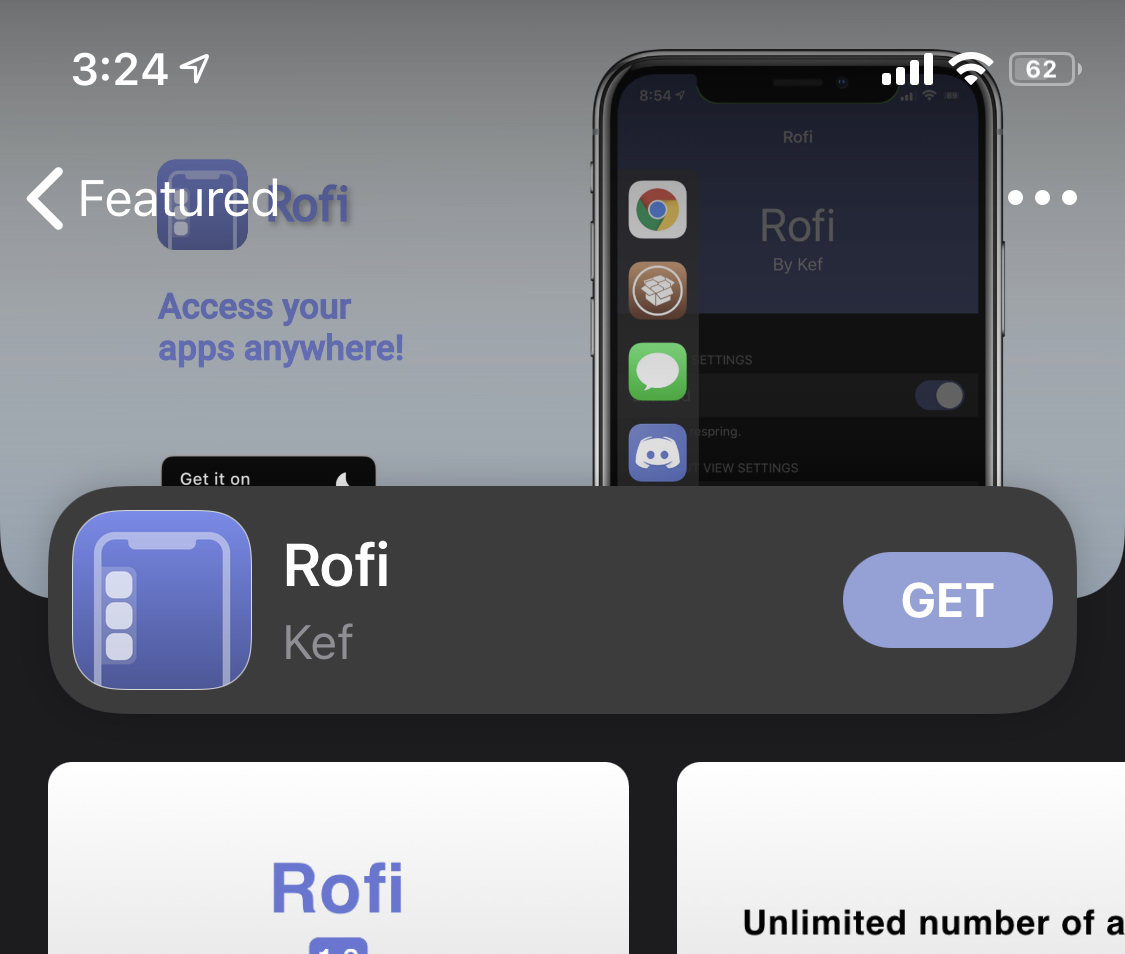 3:24
62
8:54
Rofi
Featured
Rofi
Rofi
By Kef
Access your
apps anywhere!
SETTINGS
espring.
VIEW SETTINGS
Get it on
Rofi
Kef
GET
Rofi
Unlimited number of a